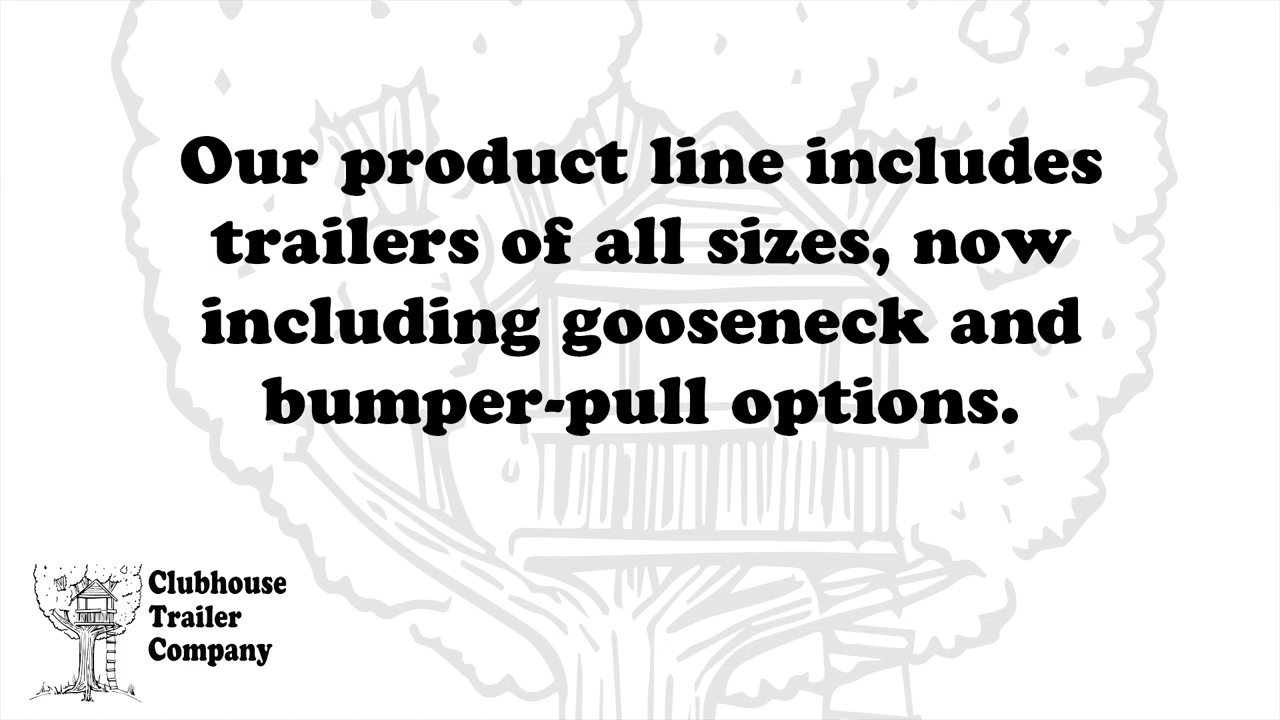 Our product line includes
trailers of all sizes, now
including gooseneck and
bumper-pull options.
Clubhouse
Trailer
Company